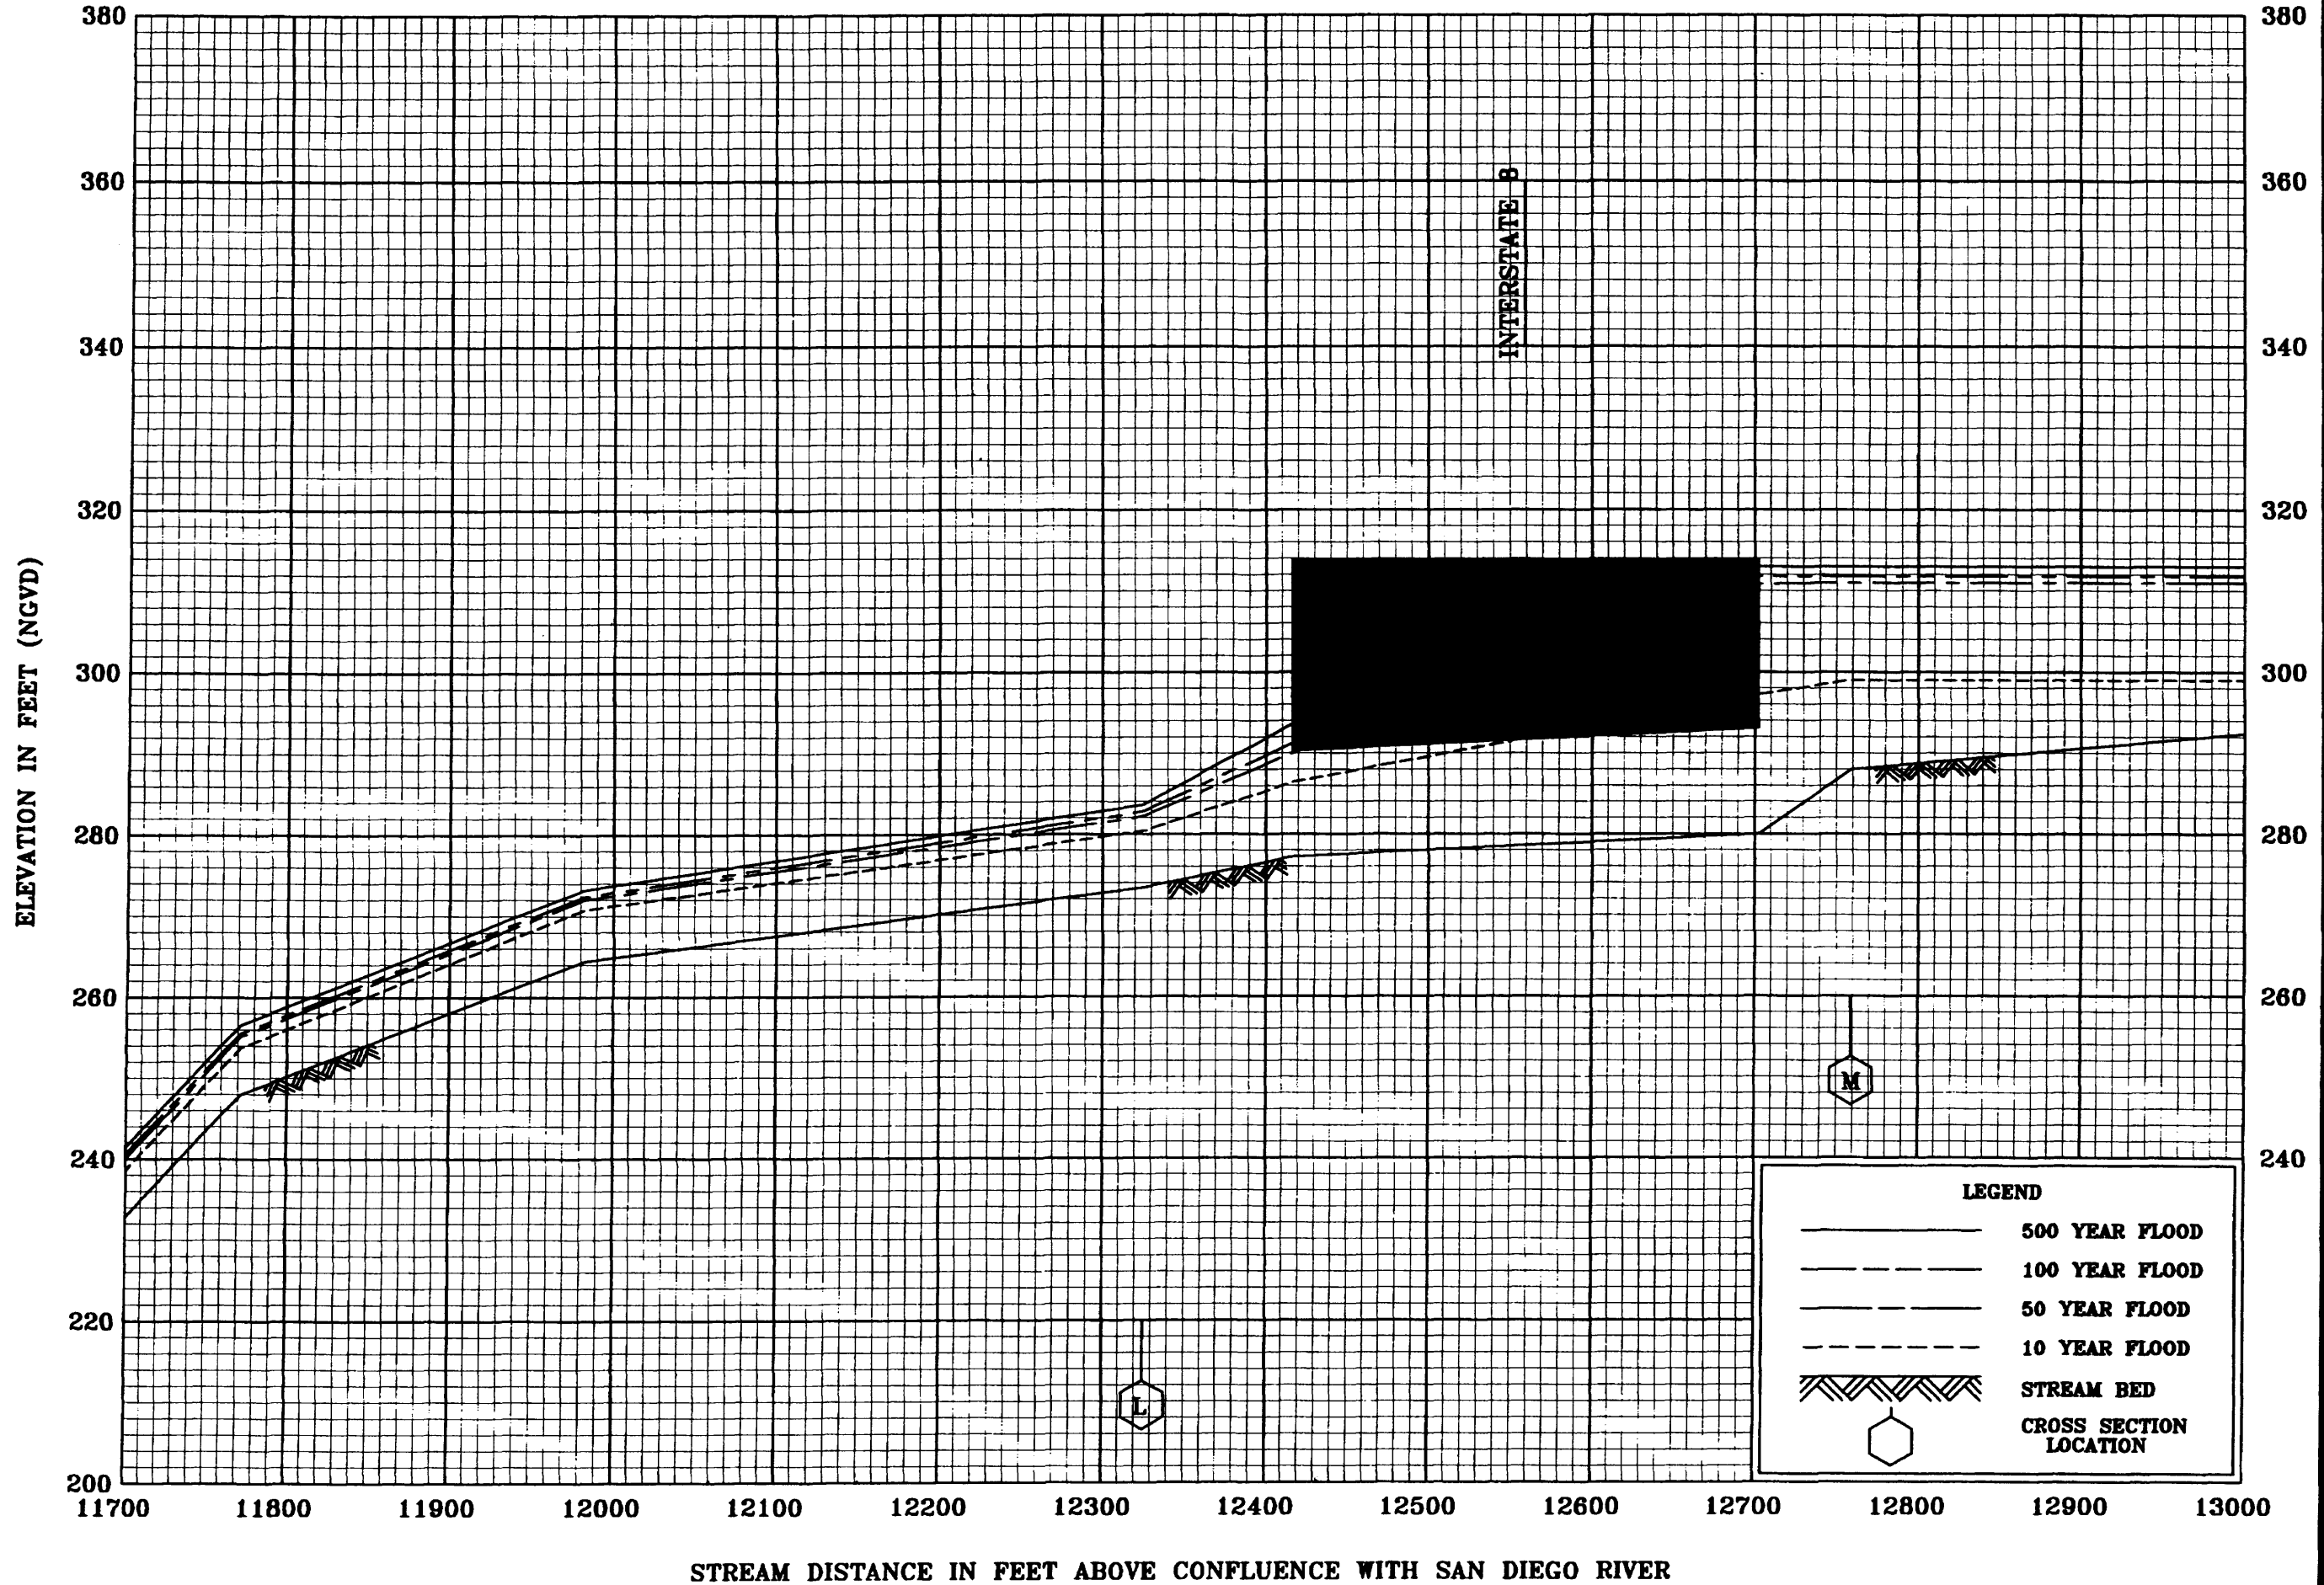 380
380
360
360
340
340
320
320
300
300
280
280
260
260
240
240
220
200
ELEVATION IN FEET (NGVD)
INTERSTATE 8
M
L
LEGEND
500 YEAR FLOOD
100 YEAR FLOOD
50 YEAR FLOOD
10 YEAR FLOOD
STREAM BED
CROSS SECTION
LOCATION
11700 11800 11900 12000 12100 12200 12300 12400 12500 12600 12700 12800 12900 13000
STREAM DISTANCE IN FEET ABOVE CONFLUENCE WITH SAN DIEGO RIVER